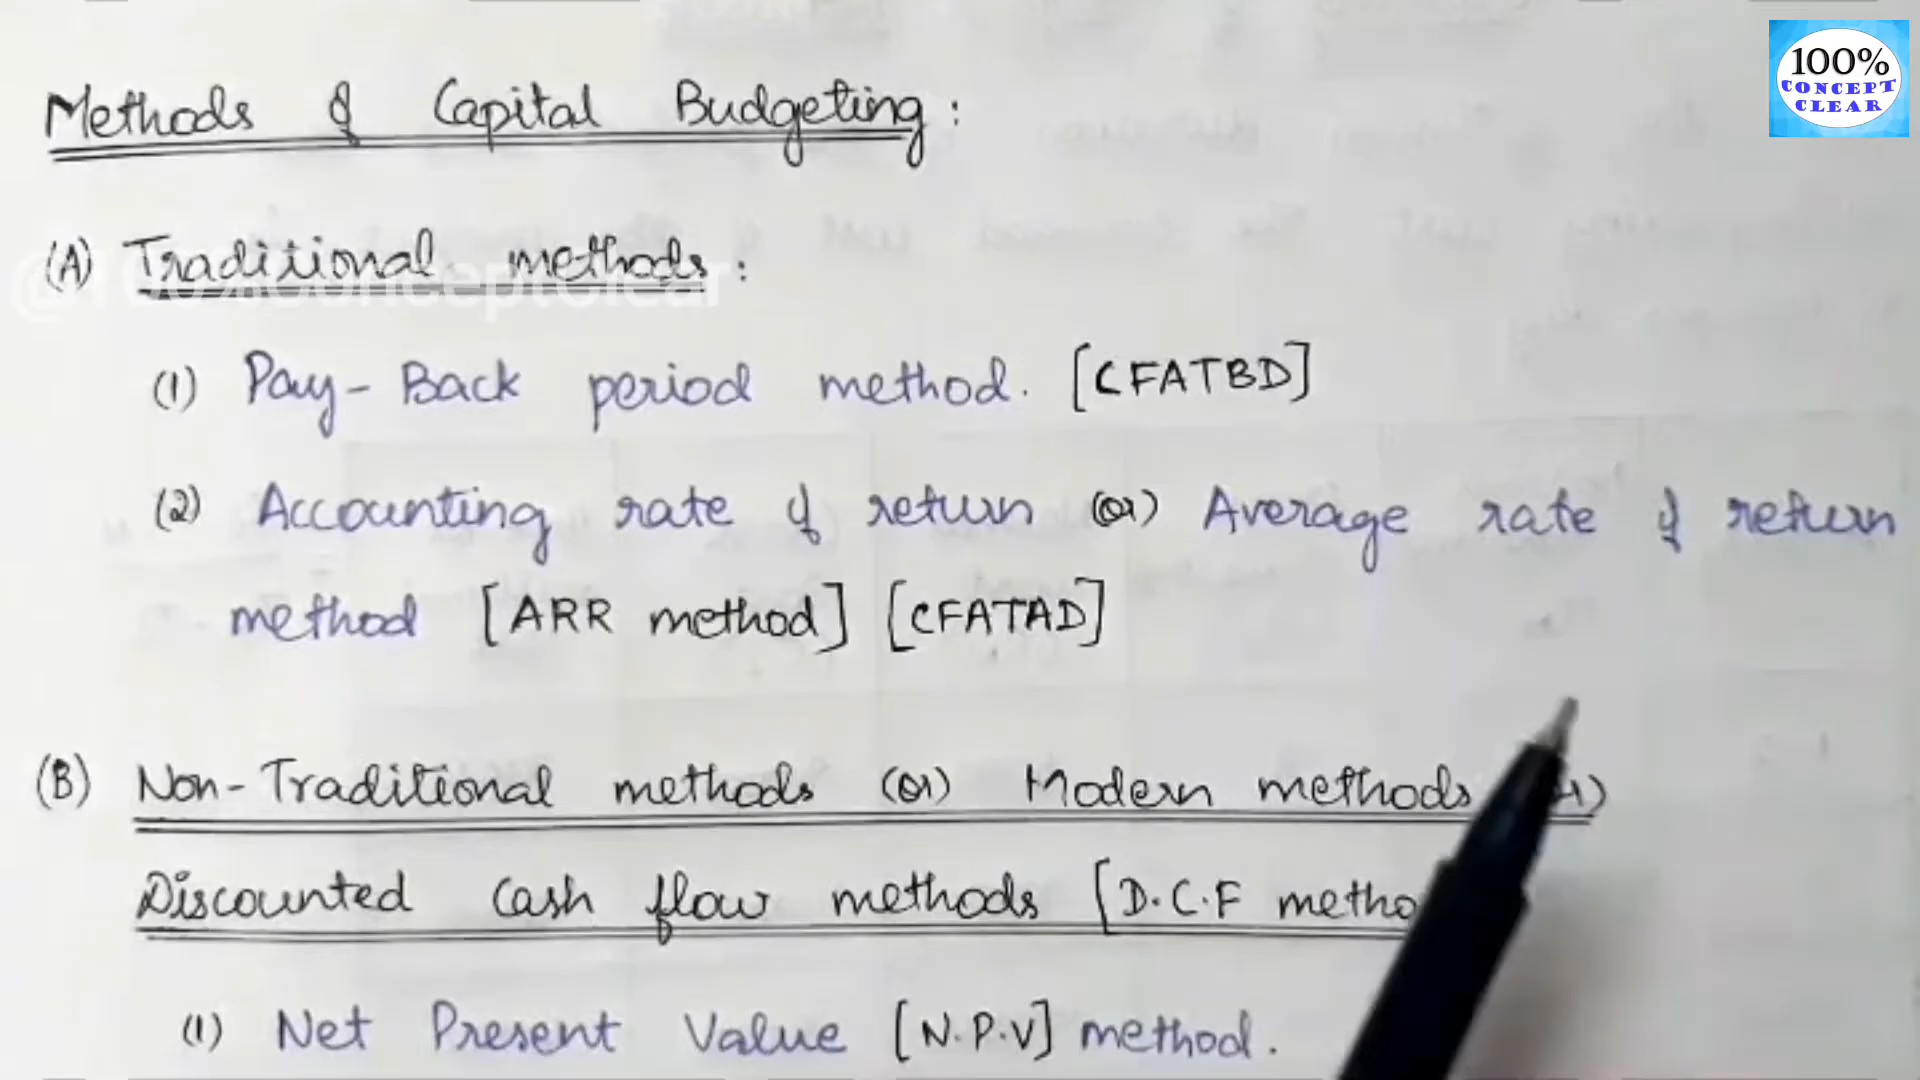 100%
CONCEPT
CLEAR
Methods of Capital Budgeting :
(A) Traditional methods :
@100%ConceptClear
(1) Pay-Back period method. [CFATBD]
(2) Accounting rate of return (or) Average rate of return
method [ARR method] [CFATAD]
(B) Non-Traditional methods (or) Modern methods
Discounted Cash flow methods [D.C.F
(1) Net Present Value [N.P.V] method.